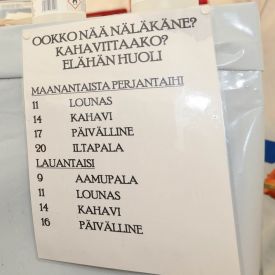 OOKKO NÄÄ NÄLÄKÄNE?
KAHAVIITAAKO?
ELÄHÄN HUOLI
MAANANTAISTA PERJANTAIHI
11 LOUNAS
14 KAHAVI
17 PÄIVÄLLINE
20 ILTAPALA
LAUANTAISI
9 AAMUPALA
11 LOUNAS
14 KAHAVI
16 PÄIVÄLLINE